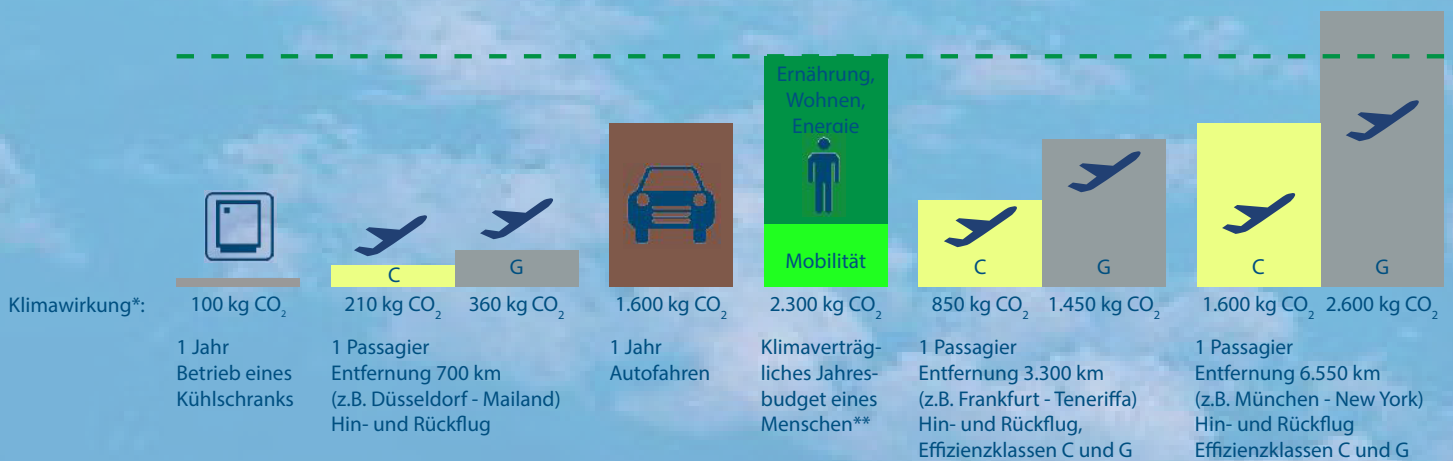 Ernährung,
Wohnen,
Energie
Mobilität
C
G
C
G
C
G
Klimawirkung*:
100 kg CO₂
210 kg CO₂
360 kg CO₂
1.600 kg CO₂
2.300 kg CO₂
850 kg CO₂
1.450 kg CO₂
1.600 kg CO₂
2.600 kg CO₂
1 Jahr
Betrieb eines
Kühlschranks
1 Passagier
Entfernung 700 km
(z.B. Düsseldorf - Mailand)
Hin- und Rückflug
1 Jahr
Autofahren
Klimaverträg-
liches Jahres-
budget eines
Menschen**
1 Passagier
Entfernung 3.300 km
(z.B. Frankfurt - Teneriffa)
Hin- und Rückflug,
Effizienzklassen C und G
1 Passagier
Entfernung 6.550 km
(z.B. München - New York)
Hin- und Rückflug
Effizienzklassen C und G